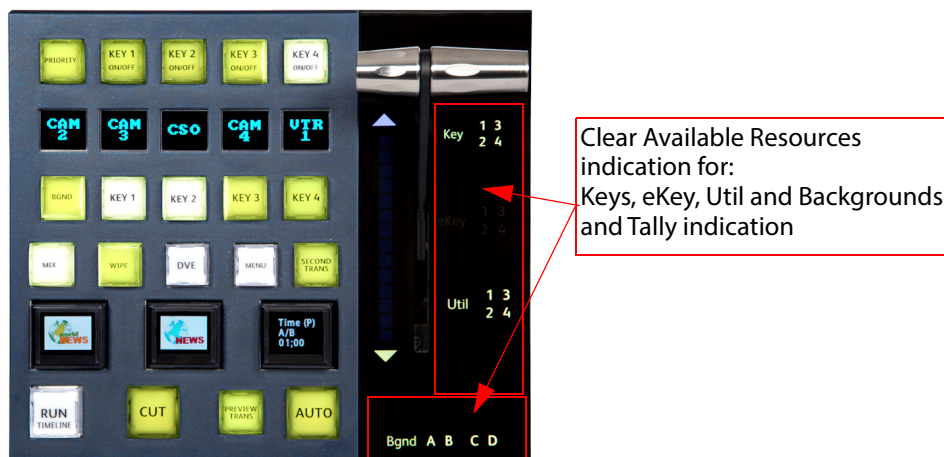 PRIORITY
KEY 1 ON/OFF
KEY 2 ON/OFF
KEY 3 ON/OFF
KEY 4 ON/OFF
CAM 2
CAM 3
CSO
CAM 4
VTR 1
BGND
KEY 1
KEY 2
KEY 3
KEY 4
MIX
WIPE
DVE
MENU
SECOND TRANS
World NEWS
NEWS
Time (P)
A/B
01;00
RUN TIMELINE
CUT
PREVIEW TRANS
AUTO
Key 1 3
2 4
eKey 1 3
2 4
Util 1 3
2 4
Bgnd A B C D
Clear Available Resources
indication for:
Keys, eKey, Util and Backgrounds
and Tally indication